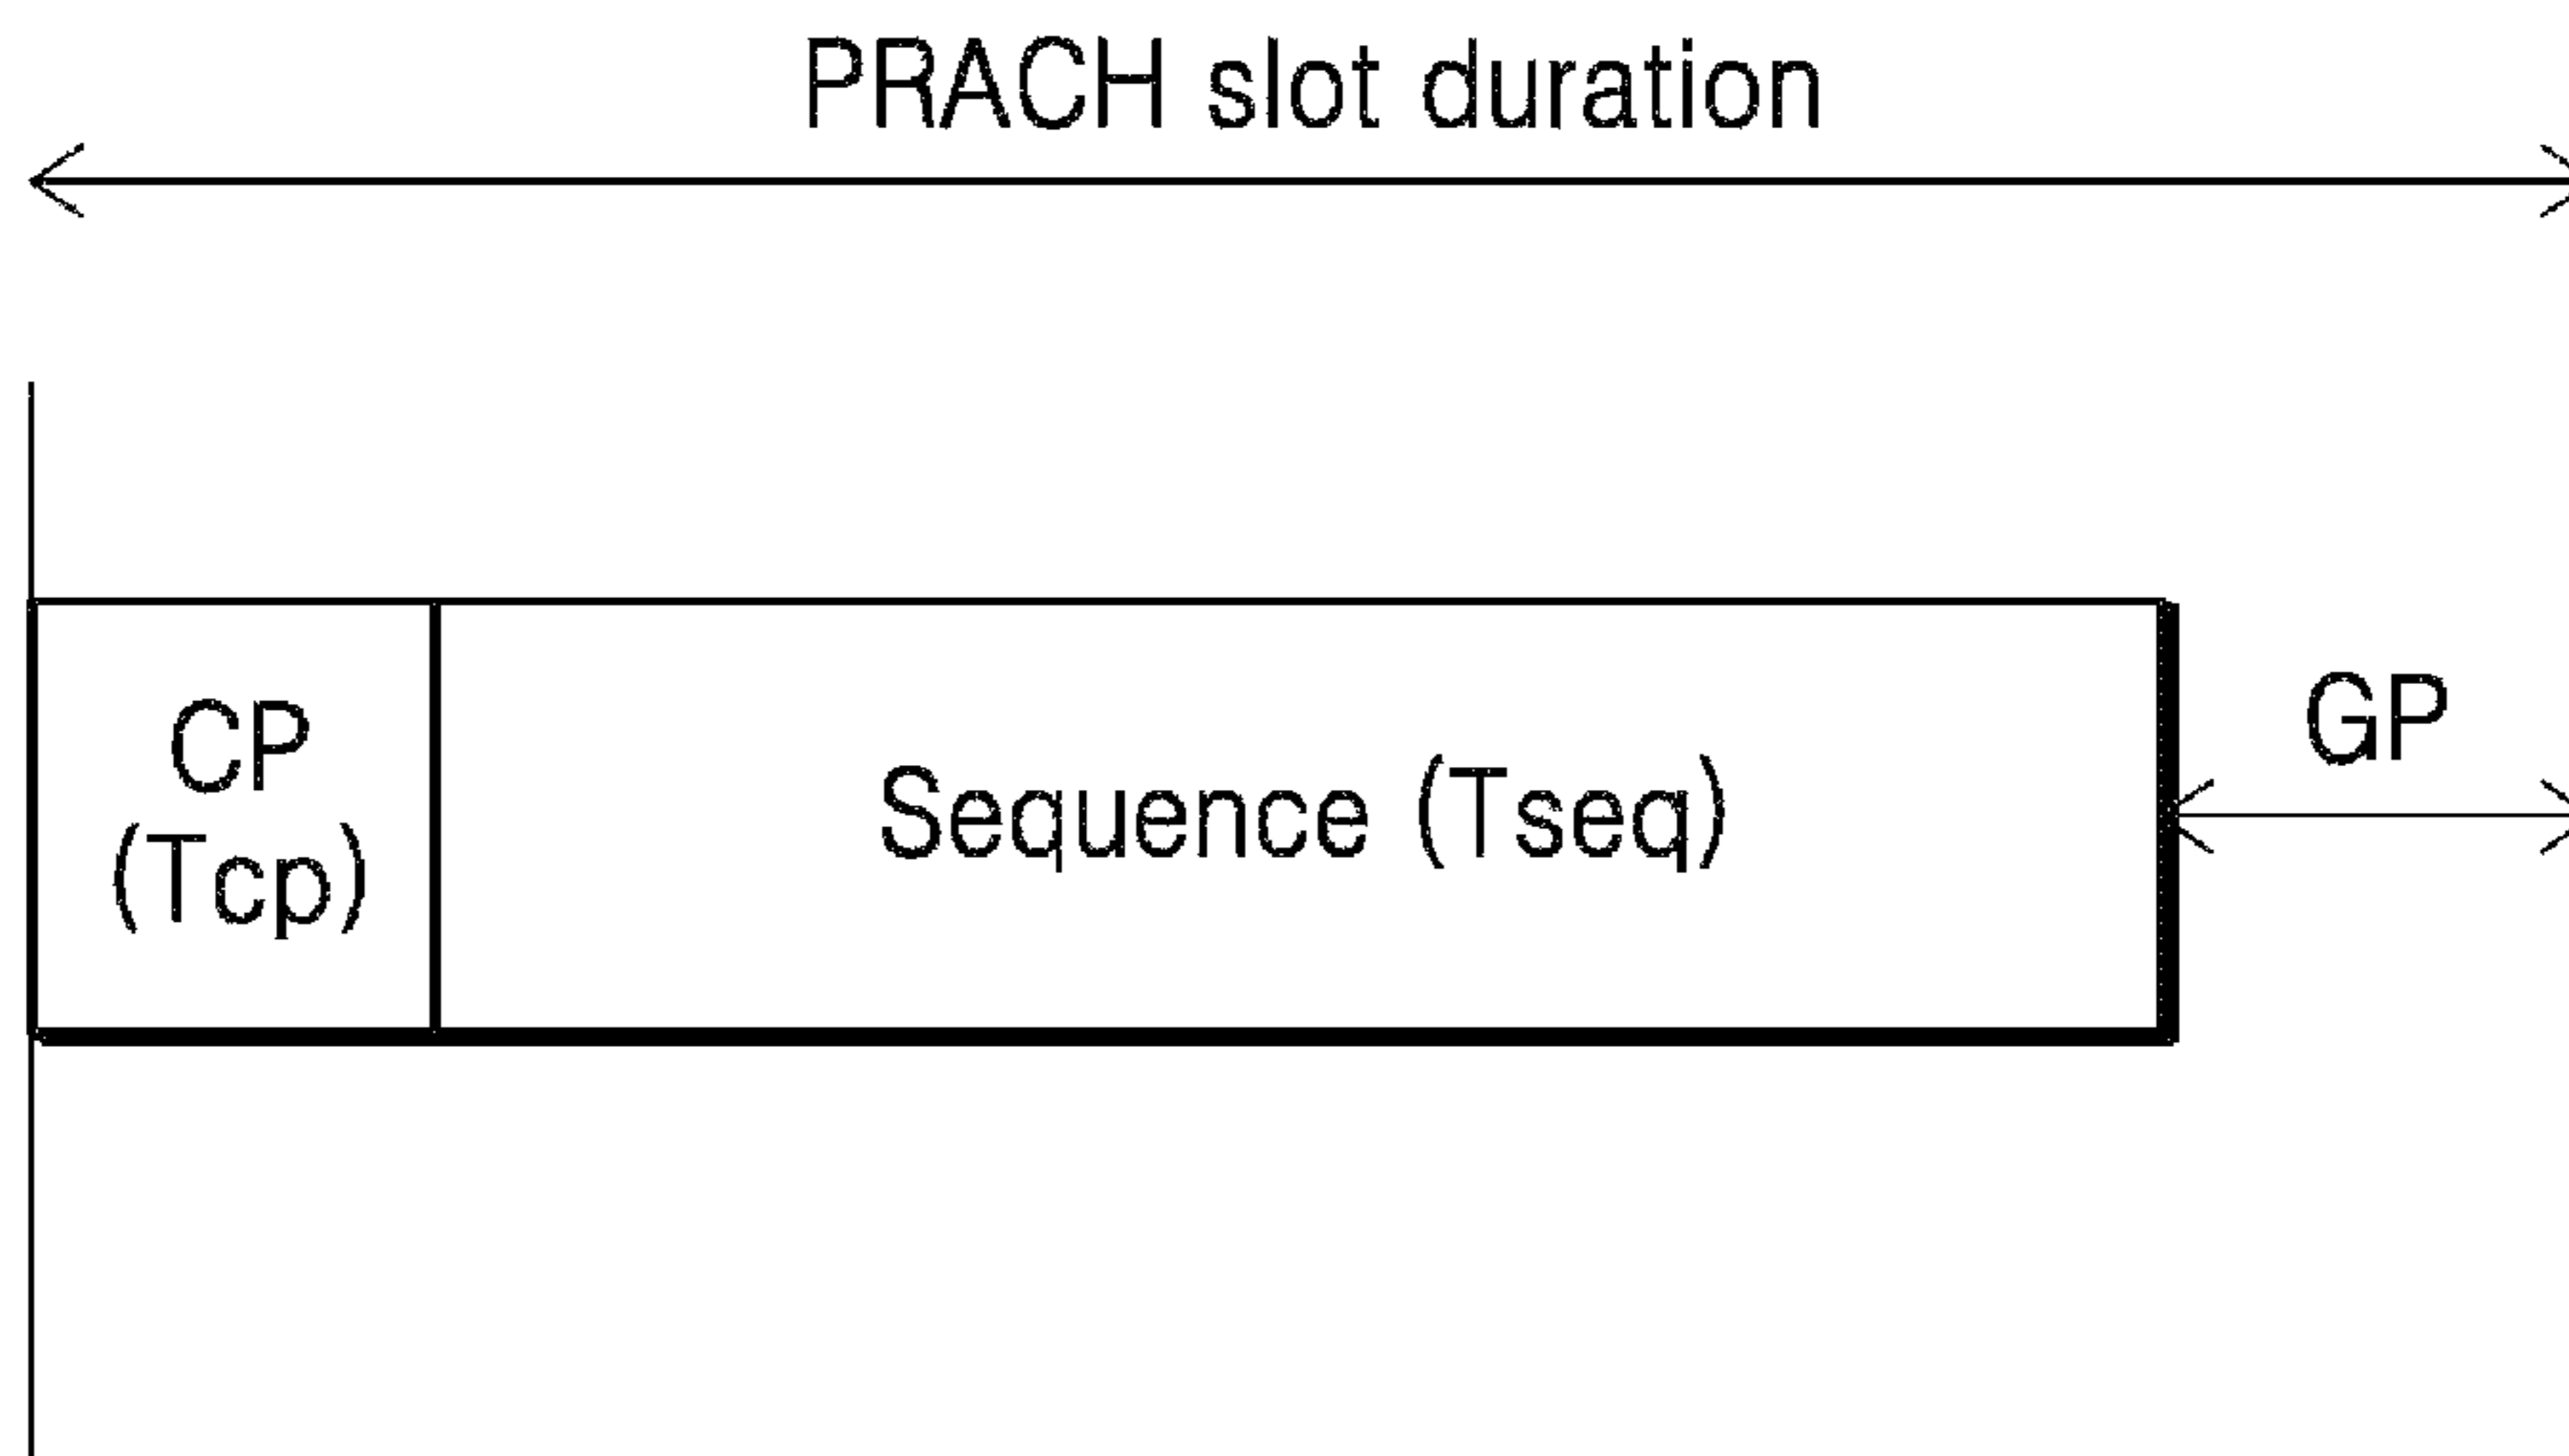 PRACH slot duration
CP
(Tcp)
Sequence (Tseq)
GP